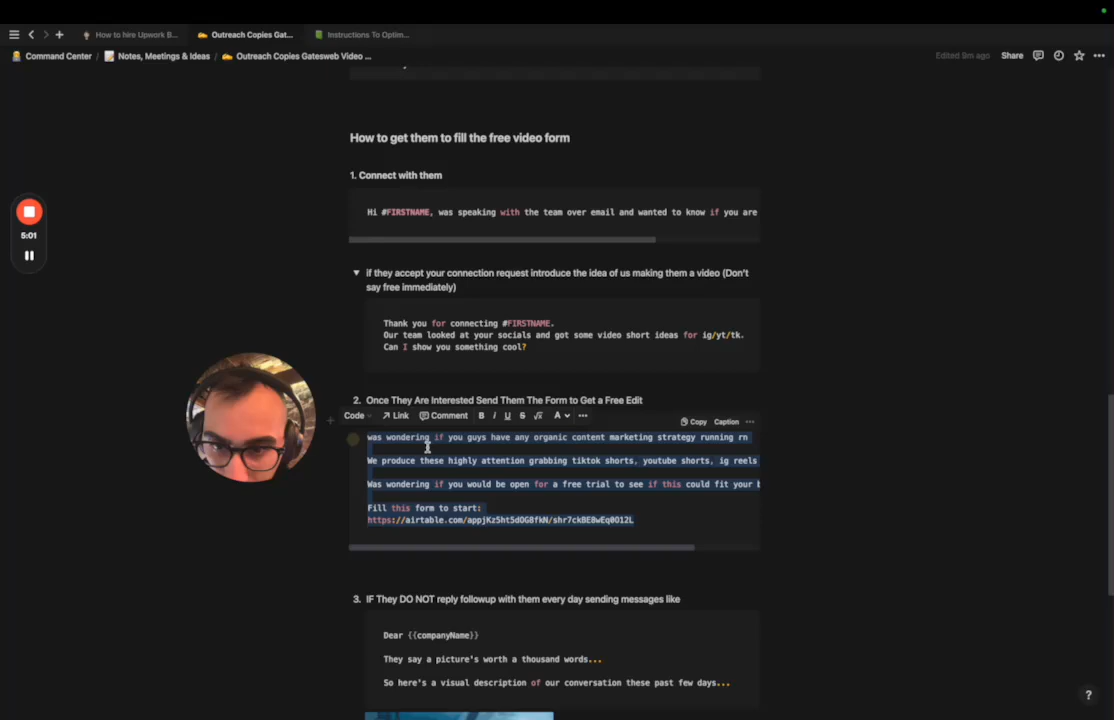 How to hire Upwork B...
Outreach Copies Gat...
Instructions To Optim...
Command Center / Notes, Meetings & Ideas / Outreach Copies Gatesweb Video ...
Edited 9m ago
Share
How to get them to fill the free video form
1. Connect with them
Hi #FIRSTNAME, was speaking with the team over email and wanted to know if you are
5:01
if they accept your connection request introduce the idea of us making them a video (Don't
say free immediately)
Thank you for connecting #FIRSTNAME.
Our team looked at your socials and got some video short ideas for ig/yt/tk.
Can I show you something cool?
2. Once They Are Interested Send Them The Form to Get a Free Edit
Code Link Comment B i U S √x A
Copy Caption
was wondering if you guys have any organic content marketing strategy running rn
We produce these highly attention grabbing tiktok shorts, youtube shorts, ig reels
Was wondering if you would be open for a free trial to see if this could fit your b
Fill this form to start:
https://airtable.com/appjKz5ht5dOG8fkN/shr7ckBE8wEq0O12L
3. IF They DO NOT reply followup with them every day sending messages like
Dear {{companyName}}
They say a picture's worth a thousand words...
So here's a visual description of our conversation these past few days...
?